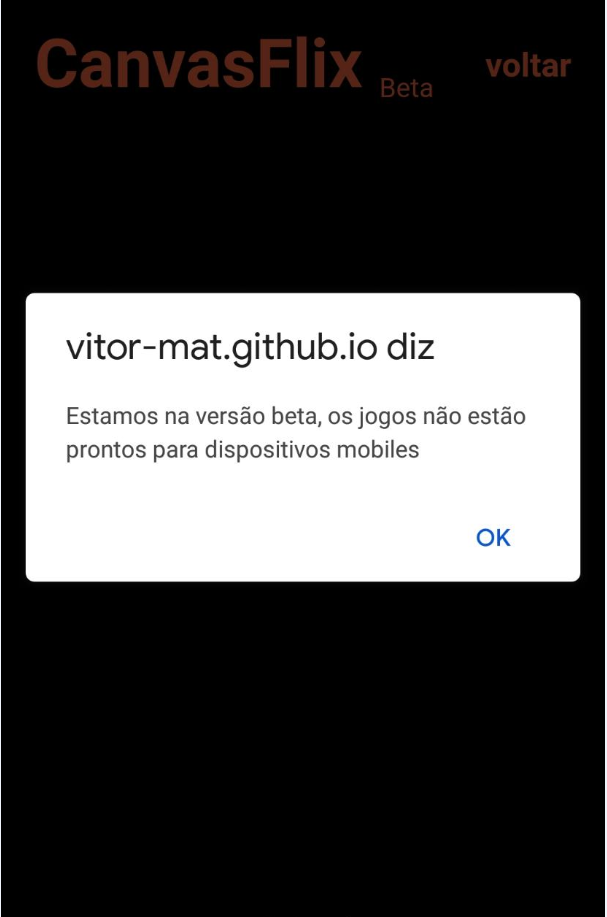 CanvasFlix Beta voltar
vitor-mat.github.io diz
Estamos na versão beta, os jogos não estão
prontos para dispositivos mobiles
OK